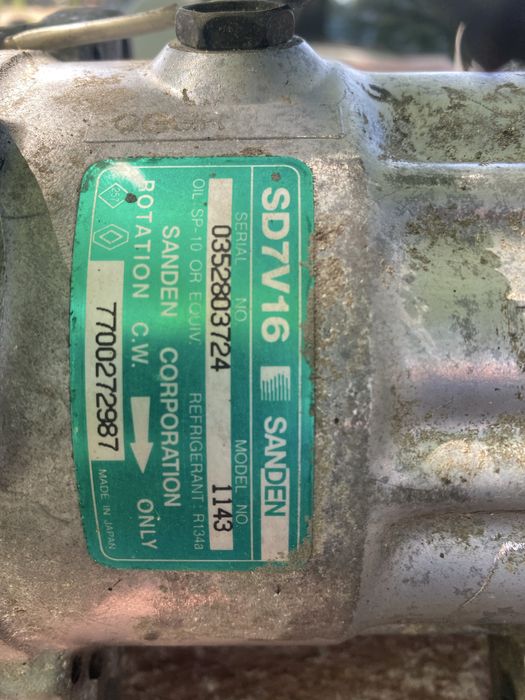 SD7V16 SANDEN
SERIAL NO. MODEL NO.
03528803724 1143
OIL:SP-10 OR EQUIV. REFRIGERANT: R134a
SANDEN CORPORATION
ROTATION C.W. ONLY
7700272987
MADE IN JAPAN